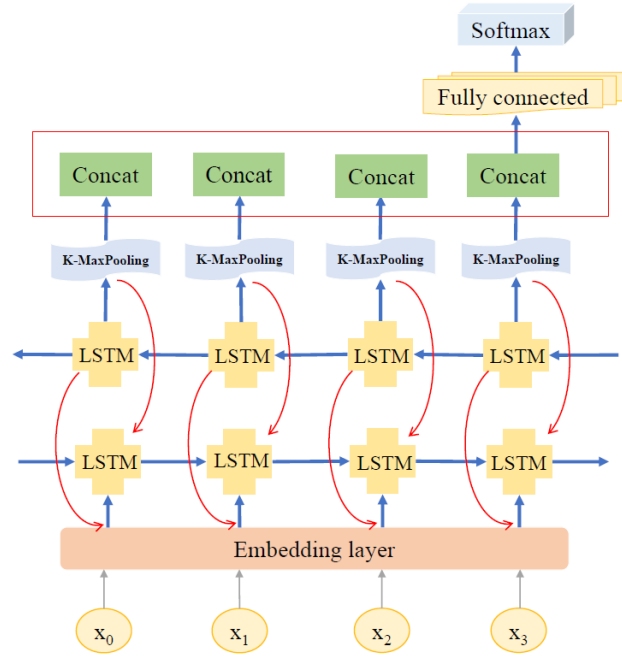 Softmax
Fully connected
Concat Concat Concat Concat
K-MaxPooling K-MaxPooling K-MaxPooling K-MaxPooling
LSTM LSTM LSTM LSTM
LSTM LSTM LSTM LSTM
Embedding layer
x₀ x₁ x₂ x₃